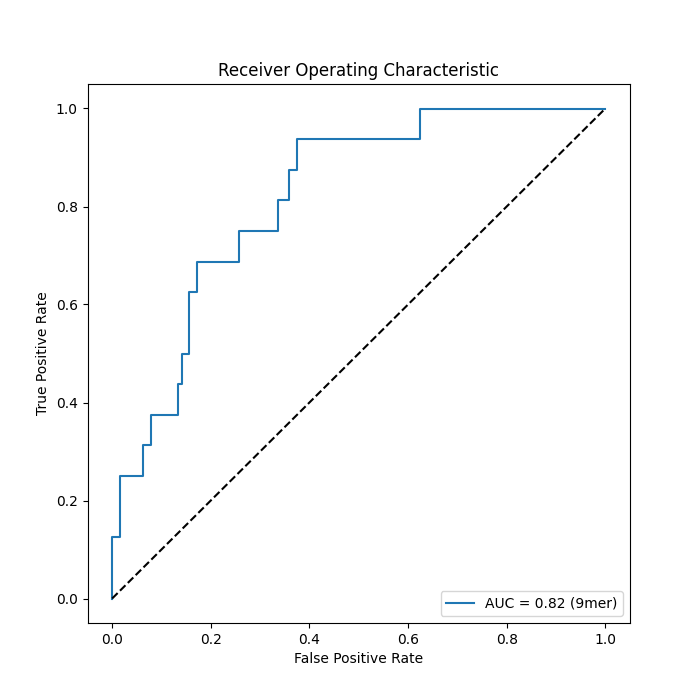 Receiver Operating Characteristic
True Positive Rate
1.0
0.8
0.6
0.4
0.2
0.0
AUC = 0.82 (9mer)
0.0 0.2 0.4 0.6 0.8 1.0
False Positive Rate